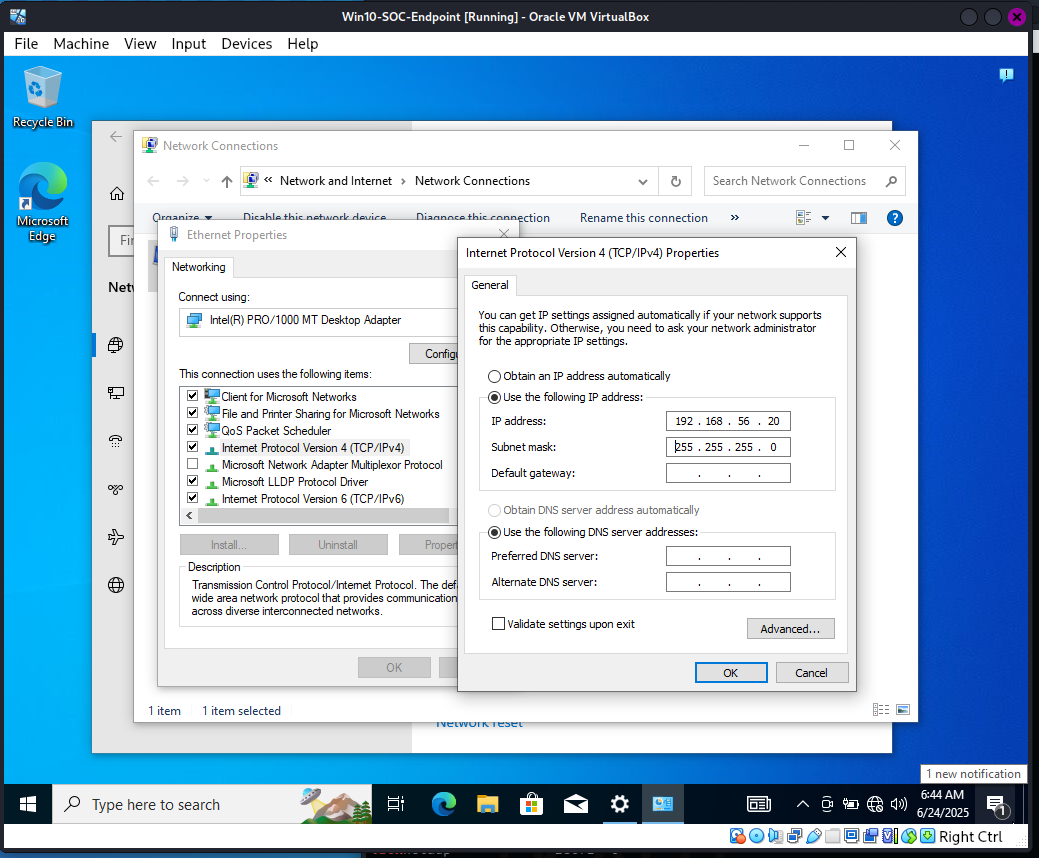 Win10-SOC-Endpoint [Running] - Oracle VM VirtualBox
File Machine View Input Devices Help
Recycle Bin
Microsoft
Edge
Network Connections
« Network and Internet › Network Connections
Search Network Connections
Organize Disable this network device Diagnose this connection Rename this connection »
Ethernet Properties
Networking
Connect using:
Intel(R) PRO/1000 MT Desktop Adapter
This connection uses the following items:
Client for Microsoft Networks
File and Printer Sharing for Microsoft Networks
QoS Packet Scheduler
Internet Protocol Version 4 (TCP/IPv4)
Microsoft Network Adapter Multiplexor Protocol
Microsoft LLDP Protocol Driver
Internet Protocol Version 6 (TCP/IPv6)
Install... Uninstall
Description
Transmission Control Protocol/Internet Protocol. The
wide area network protocol that provides communication
across diverse interconnected networks.
OK
Internet Protocol Version 4 (TCP/IPv4) Properties
General
You can get IP settings assigned automatically if your network supports
this capability. Otherwise, you need to ask your network administrator
for the appropriate IP settings.
Obtain an IP address automatically
Use the following IP address:
IP address: 192 . 168 . 56 . 20
Subnet mask: 255 . 255 . 255 . 0
Default gateway: . . .
Obtain DNS server address automatically
Use the following DNS server addresses:
Preferred DNS server: . . .
Alternate DNS server: . . .
Validate settings upon exit
Advanced...
OK Cancel
1 item 1 item selected
Network reset
1 new notification
Type here to search
6:44 AM
6/24/2025
1
Right Ctrl